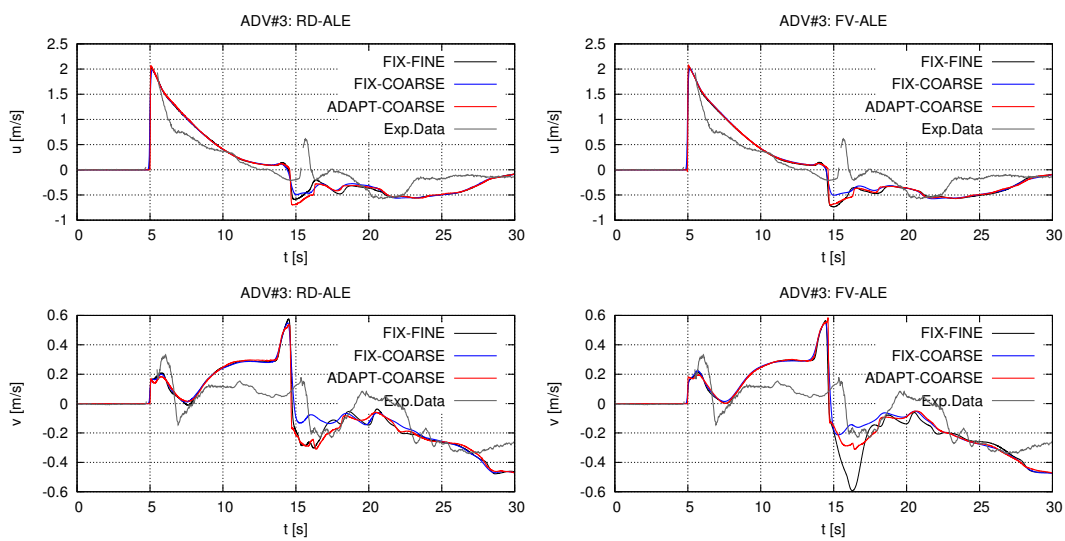 ADV#3: RD-ALE
2.5
2
1.5
1
0.5
0
-0.5
-1
u [m/s]
FIX-FINE
FIX-COARSE
ADAPT-COARSE
Exp.Data
0 5 10 15 20 25 30
t [s]
ADV#3: FV-ALE
2.5
2
1.5
1
0.5
0
-0.5
-1
u [m/s]
FIX-FINE
FIX-COARSE
ADAPT-COARSE
Exp.Data
0 5 10 15 20 25 30
t [s]
ADV#3: RD-ALE
0.6
0.4
0.2
0
-0.2
-0.4
-0.6
v [m/s]
FIX-FINE
FIX-COARSE
ADAPT-COARSE
Exp.Data
0 5 10 15 20 25 30
t [s]
ADV#3: FV-ALE
0.6
0.4
0.2
0
-0.2
-0.4
-0.6
v [m/s]
FIX-FINE
FIX-COARSE
ADAPT-COARSE
Exp.Data
0 5 10 15 20 25 30
t [s]